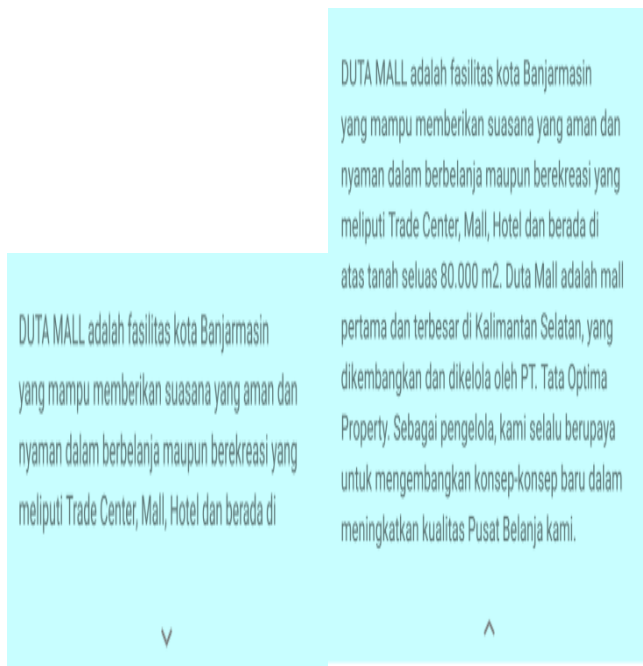 DUTA MALL adalah fasilitas kota Banjarmasin
yang mampu memberikan suasana yang aman dan
nyaman dalam berbelanja maupun berekreasi yang
meliputi Trade Center, Mall, Hotel dan berada di
DUTA MALL adalah fasilitas kota Banjarmasin
yang mampu memberikan suasana yang aman dan
nyaman dalam berbelanja maupun berekreasi yang
meliputi Trade Center, Mall, Hotel dan berada di
atas tanah seluas 80.000 m2. Duta Mall adalah mall
pertama dan terbesar di Kalimantan Selatan, yang
dikembangkan dan dikelola oleh PT. Tata Optima
Property. Sebagai pengelola, kami selalu berupaya
untuk mengembangkan konsep-konsep baru dalam
meningkatkan kualitas Pusat Belanja kami.